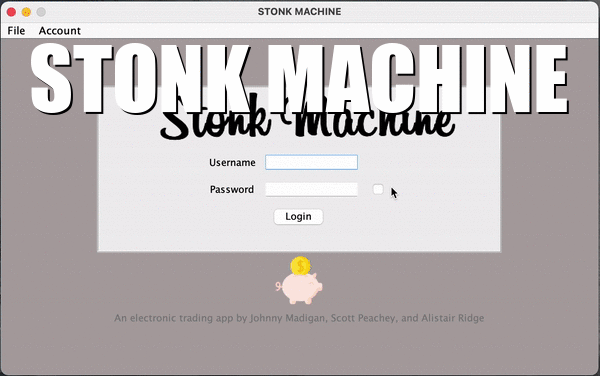 STONK MACHINE
File Account
STONK MACHINE
Stonk Machine
Username
Password
Login
$
An electronic trading app by Johnny Madigan, Scott Peachey, and Alistair Ridge